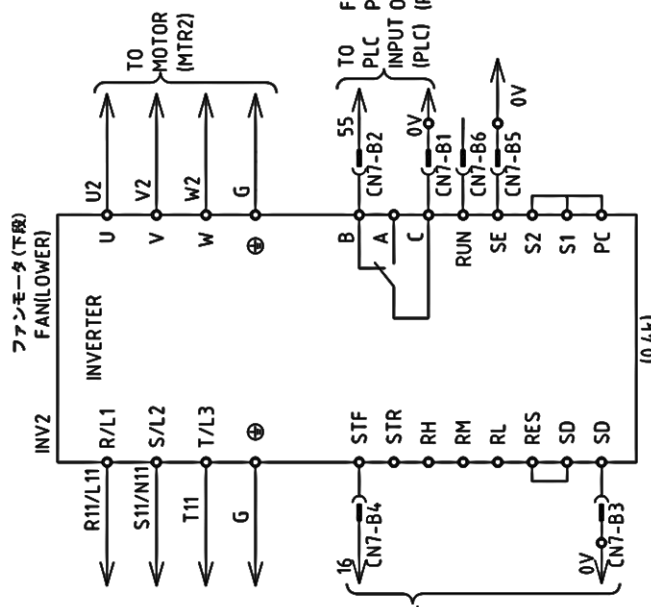 ファンモータ(下段)
FAN(LOWER)
INV2
INVERTER
R11/L11
R/L1
S11/N11
S/L2
T11
T/L3
G
U
U2
V
V2
W
W2
G
TO
MOTOR
(MTR2)
16
CN7-B4
STF
STR
RH
RM
RL
RES
SD
SD
0V
CN7-B3
B
A
C
RUN
SE
S2
S1
PC
55
CN7-B2
0V
CN7-B1
CN7-B6
CN7-B5
0V
TO
PLC
INPUT
(PLC)
(0.4k)